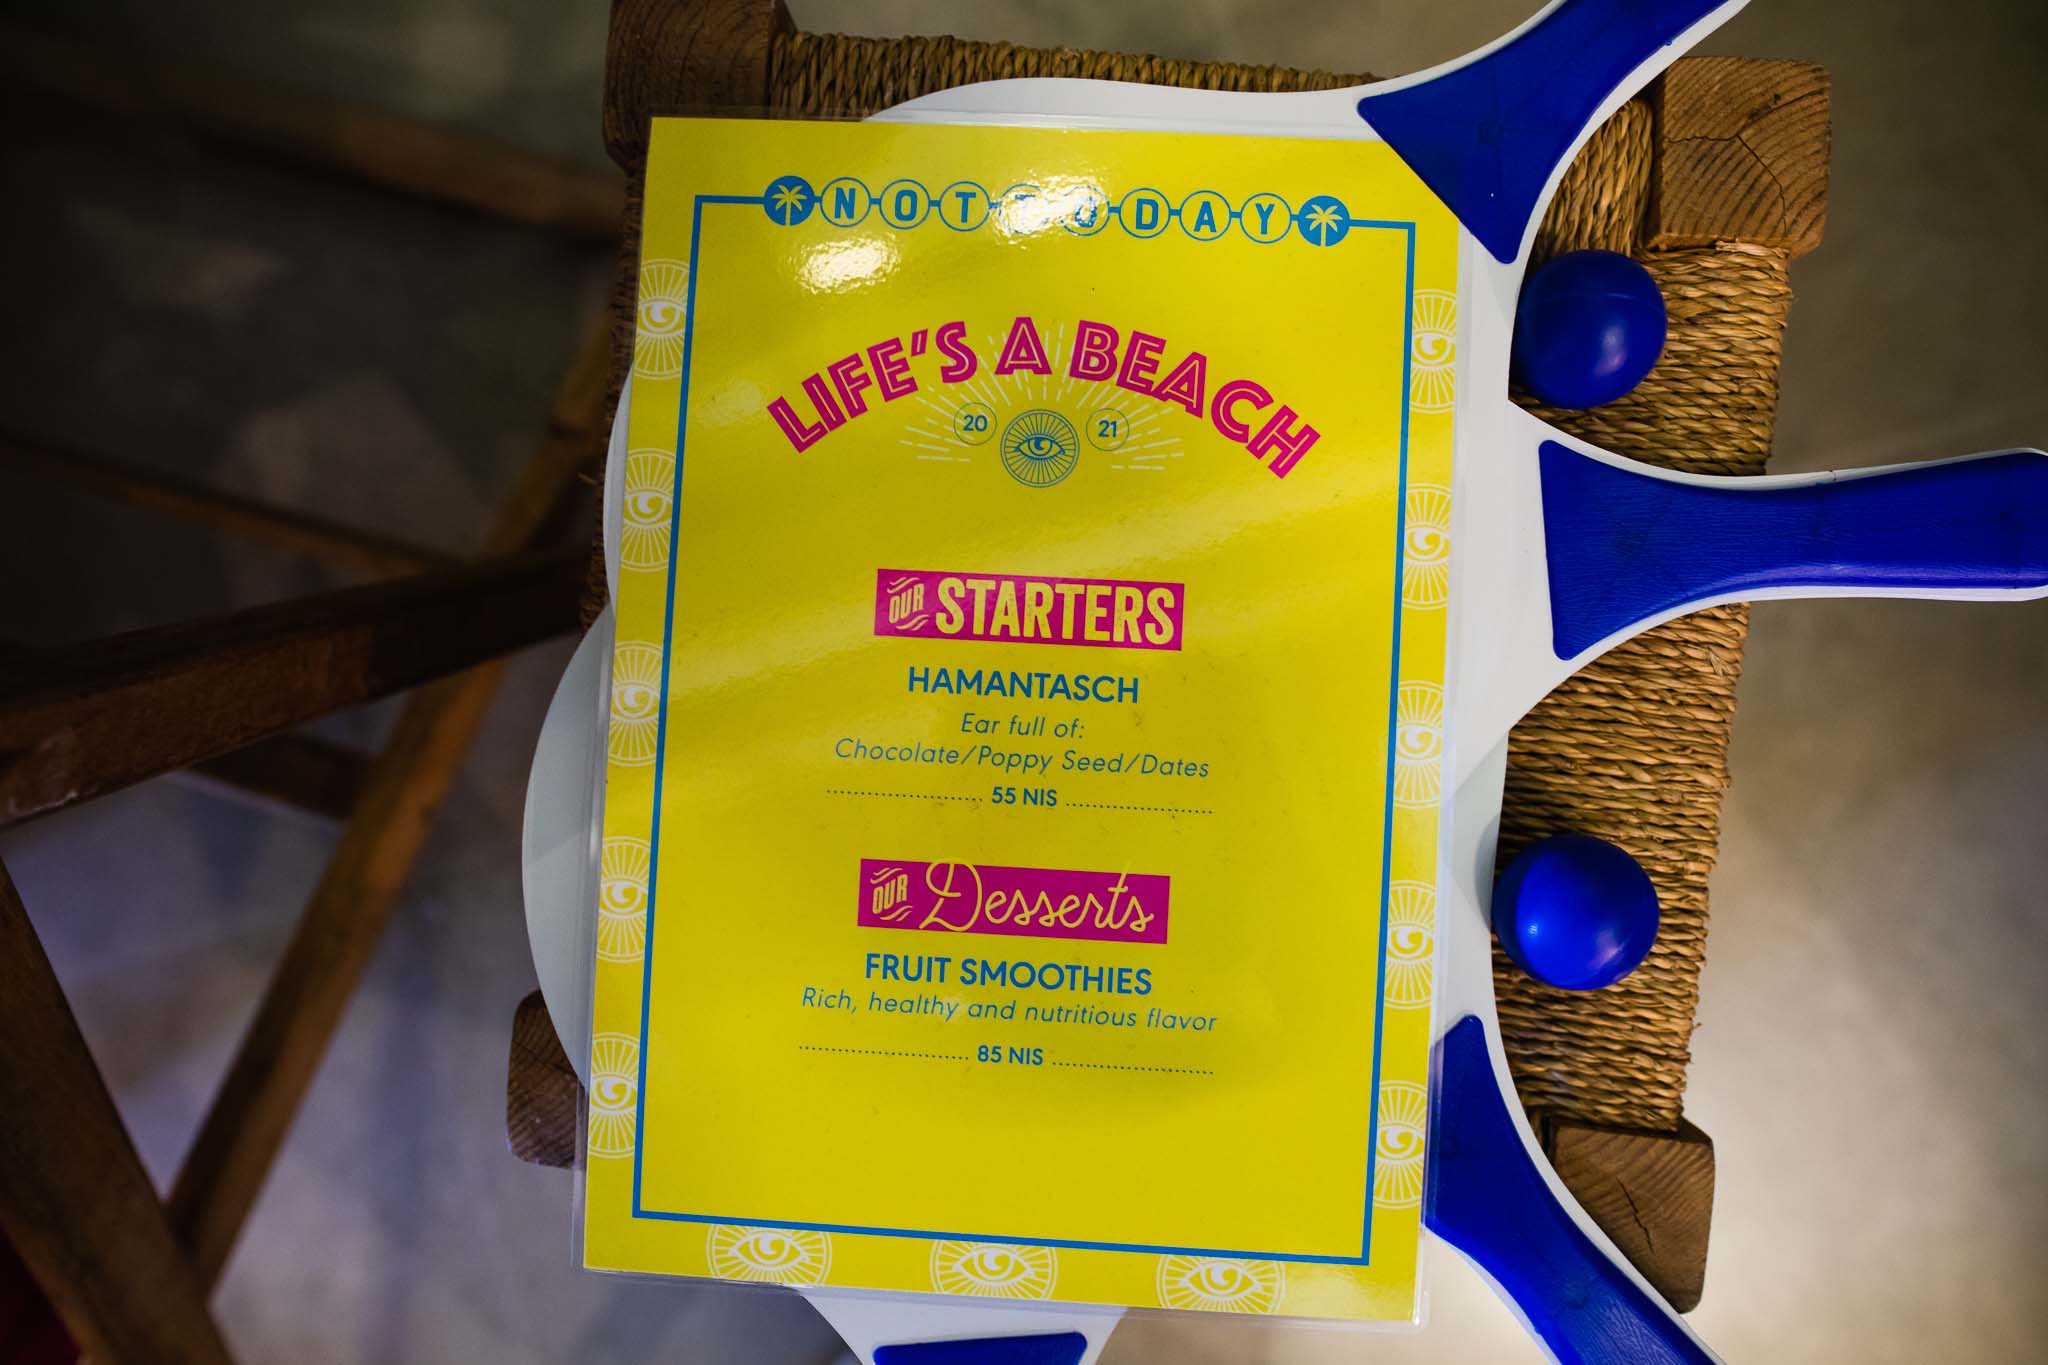 NOT TODAY
LIFE'S A BEACH
20 21
OUR STARTERS
HAMANTASCH
Ear full of:
Chocolate/Poppy Seed/Dates
55 NIS
OUR Desserts
FRUIT SMOOTHIES
Rich, healthy and nutritious flavor
85 NIS